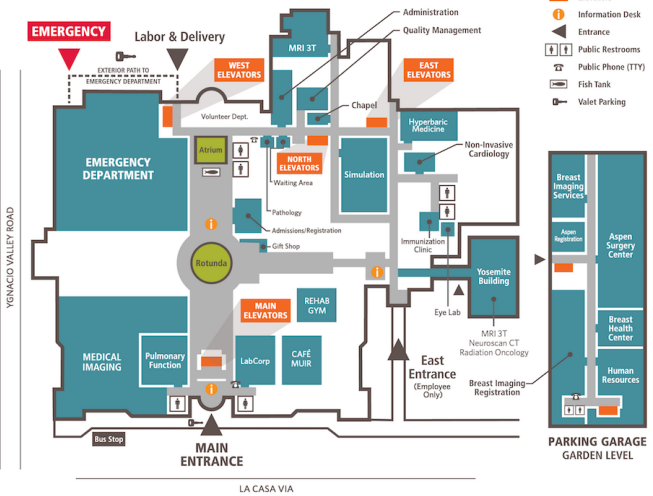 Information Desk
Entrance
Public Restrooms
Public Phone (TTY)
Fish Tank
Valet Parking
EMERGENCY
Labor & Delivery
EXTERIOR PATH TO
EMERGENCY DEPARTMENT
WEST
ELEVATORS
MRI 3T
Administration
Quality Management
EAST
ELEVATORS
Volunteer Dept.
Chapel
Hyperbaric
Medicine
Non-Invasive
Cardiology
EMERGENCY
DEPARTMENT
Atrium
NORTH
ELEVATORS
Simulation
Waiting Area
Pathology
Admissions/Registration
Gift Shop
Immunization
Clinic
Eye Lab
Rotunda
i
i
i
Yosemite
Building
MRI 3T
Neuroscan CT
Radiation Oncology
MAIN
ELEVATORS
REHAB
GYM
MEDICAL
IMAGING
Pulmonary
Function
LabCorp
CAFÉ
MUIR
East
Entrance
(Employee
Only)
Bus Stop
MAIN
ENTRANCE
YGNACIO VALLEY ROAD
LA CASA VIA
Breast
Imaging
Services
Aspen
Registration
Aspen
Surgery
Center
Breast
Health
Center
Human
Resources
Breast Imaging
Registration
PARKING GARAGE
GARDEN LEVEL